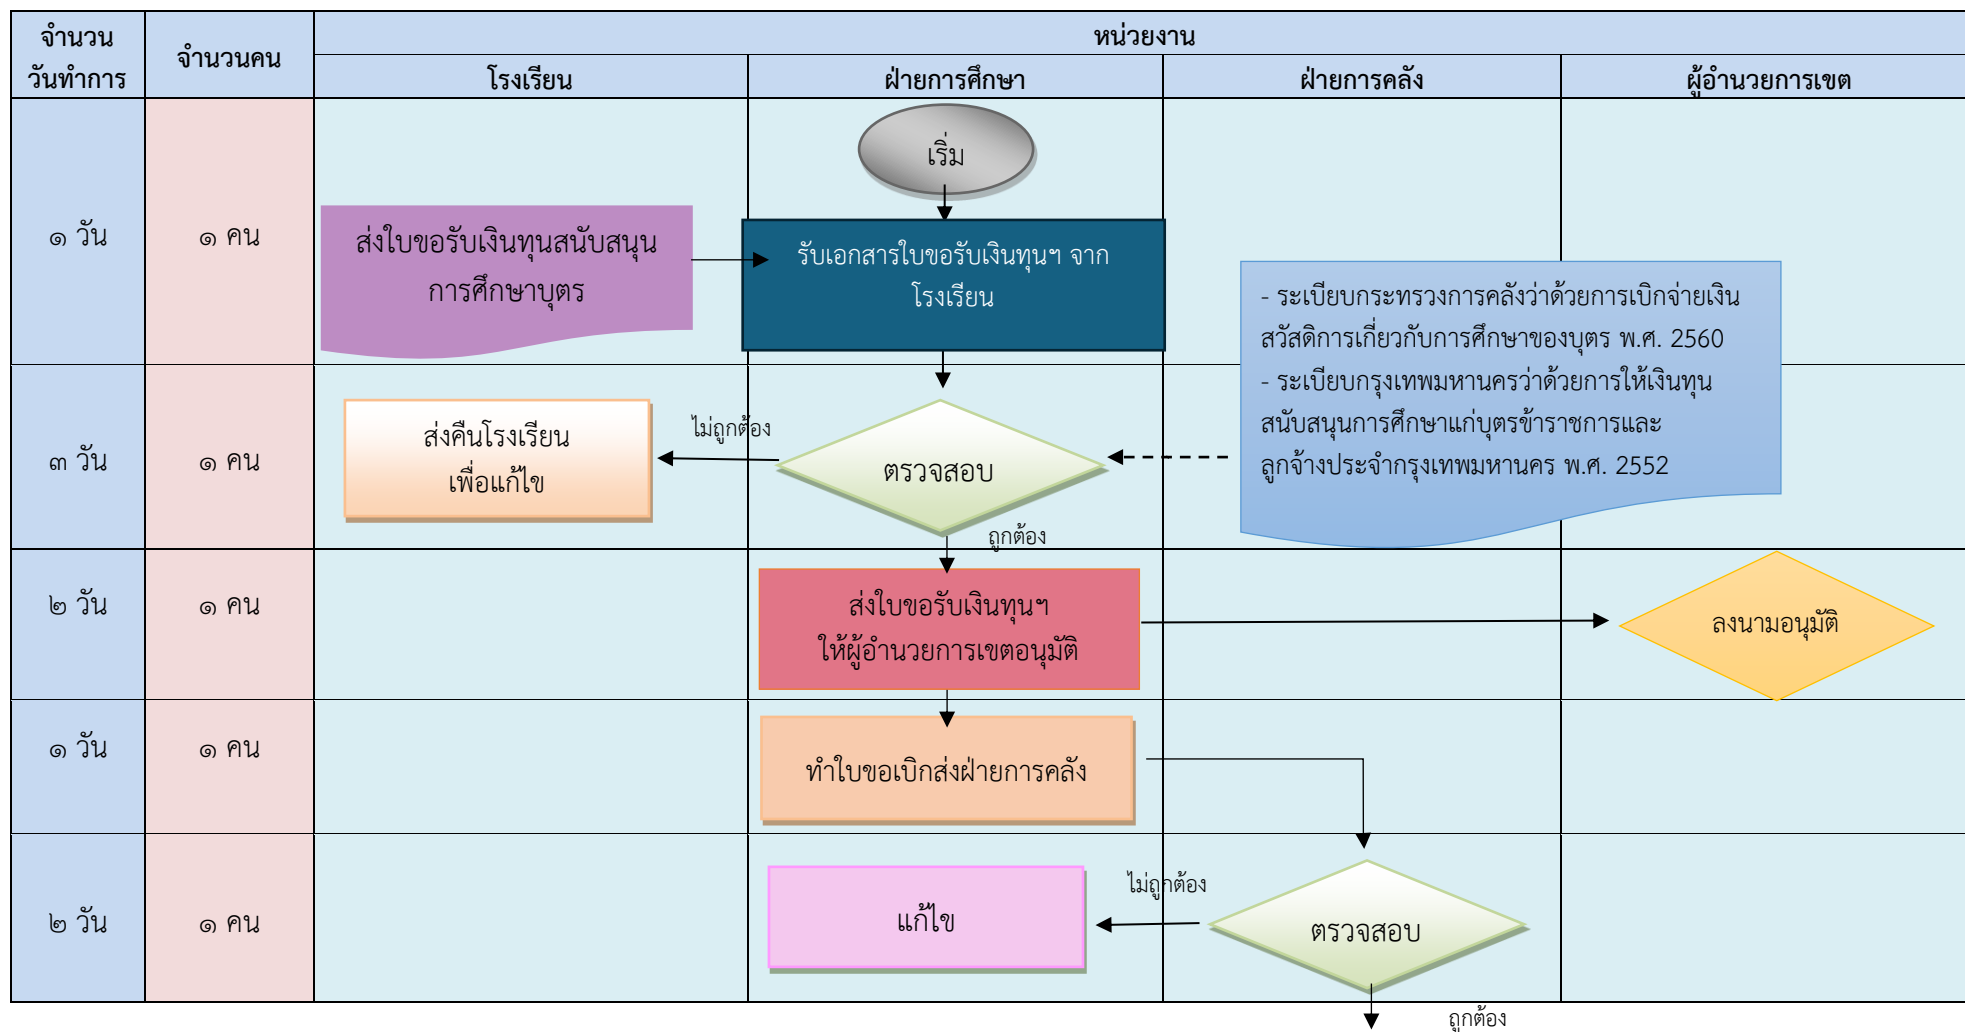 จำนวน
วันทำการ
จำนวนคน
หน่วยงาน
โรงเรียน
ฝ่ายการศึกษา
ฝ่ายการคลัง
ผู้อำนวยการเขต
เริ่ม
๑ วัน
๑ คน
ส่งใบขอรับเงินทุนสนับสนุน
การศึกษาบุตร
รับเอกสารใบขอรับเงินทุนฯ จาก
โรงเรียน
- ระเบียบกระทรวงการคลังว่าด้วยการเบิกจ่ายเงิน
สวัสดิการเกี่ยวกับการศึกษาของบุตร พ.ศ. 2560
- ระเบียบกรุงเทพมหานครว่าด้วยการให้เงินทุน
สนับสนุนการศึกษาแก่บุตรข้าราชการและ
ลูกจ้างประจำกรุงเทพมหานคร พ.ศ. 2552
๓ วัน
๑ คน
ส่งคืนโรงเรียน
เพื่อแก้ไข
ไม่ถูกต้อง
ตรวจสอบ
ถูกต้อง
๒ วัน
๑ คน
ส่งใบขอรับเงินทุนฯ
ให้ผู้อำนวยการเขตอนุมัติ
ลงนามอนุมัติ
๑ วัน
๑ คน
ทำใบขอเบิกส่งฝ่ายการคลัง
๒ วัน
๑ คน
แก้ไข
ไม่ถูกต้อง
ตรวจสอบ
ถูกต้อง